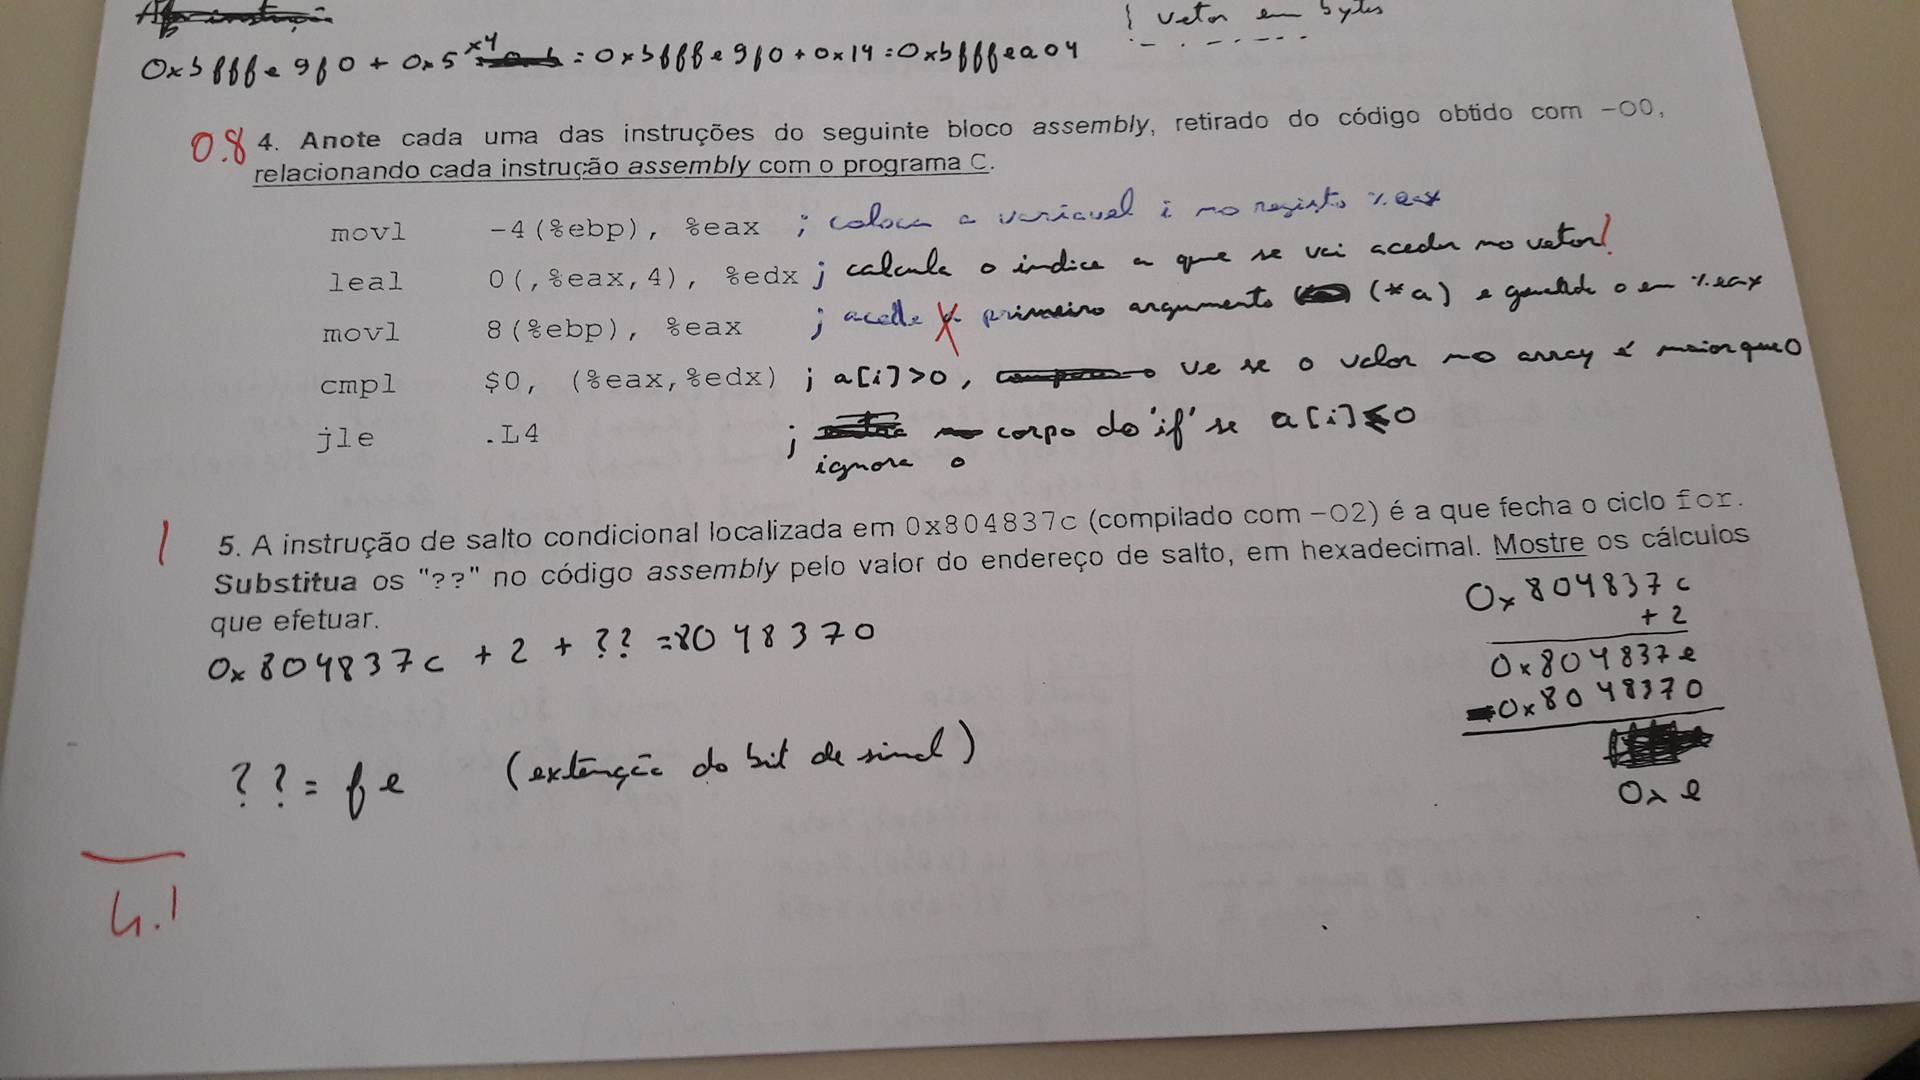 vetor em bytes
0xbfffe9f0 + 0x5 x4 = 0xbfffe9f0 + 0x14 = 0xbfffea04
0.8 4. Anote cada uma das instruções do seguinte bloco assembly, retirado do código obtido com -O0,
relacionando cada instrução assembly com o programa C.
movl -4(%ebp), %eax ; coloca a variavel i no registo %eax
leal 0(,%eax,4), %edx ; calcula o indice a que se vai aceder no vetor!
movl 8(%ebp), %eax ; acede primeiro argumento (*a) e guarda o em %eax
cmpl $0, (%eax,%edx) ; a[i]>0, ve se o valor no array é maior que 0
jle .L4 ; corpo do 'if' se a[i]≤0
ignora o
1 5. A instrução de salto condicional localizada em 0x804837c (compilado com -O2) é a que fecha o ciclo for.
Substitua os "??" no código assembly pelo valor do endereço de salto, em hexadecimal. Mostre os cálculos
que efetuar.
0x804837c + 2 + ?? = 8048370
0x804837c
+ 2
0x804837e
-0x8048370
0xe
??= fe (extenção do bit de sinal)
4.1